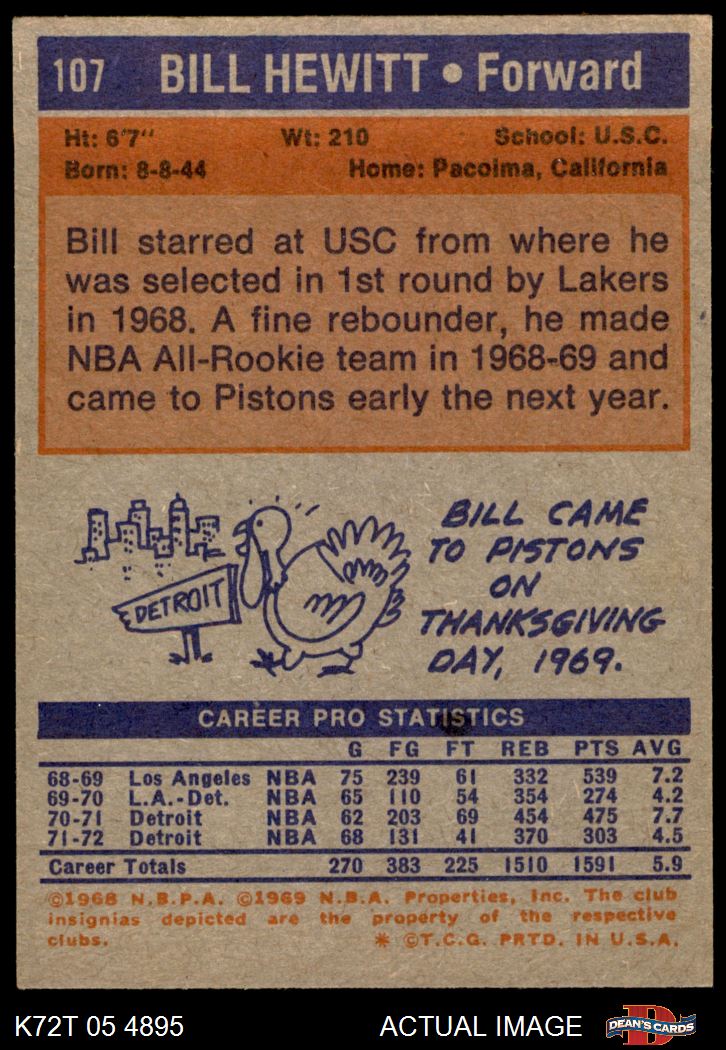 107 BILL HEWITT • Forward
Ht: 6'7" Wt: 210 School: U.S.C.
Born: 8-8-44 Home: Pacoima, California
Bill starred at USC from where he
was selected in 1st round by Lakers
in 1968. A fine rebounder, he made
NBA All-Rookie team in 1968-69 and
came to Pistons early the next year.
DETROIT
BILL CAME
TO PISTONS
ON
THANKSGIVING
DAY, 1969.
CAREER PRO STATISTICS
G FG FT REB PTS AVG
68-69 Los Angeles NBA 75 239 61 332 539 7.2
69-70 L.A.-Det. NBA 65 110 54 354 274 4.2
70-71 Detroit NBA 62 203 69 454 475 7.7
71-72 Detroit NBA 68 131 41 370 303 4.5
Career Totals 270 383 225 1510 1591 5.9
©1968 N.B.P.A. ©1969 N.B.A. Properties, Inc. The club
insignias depicted are the property of the respective
clubs. * ©T.C.G. PRTD. IN U.S.A.
K72T 05 4895 ACTUAL IMAGE D DEAN'S CARDS